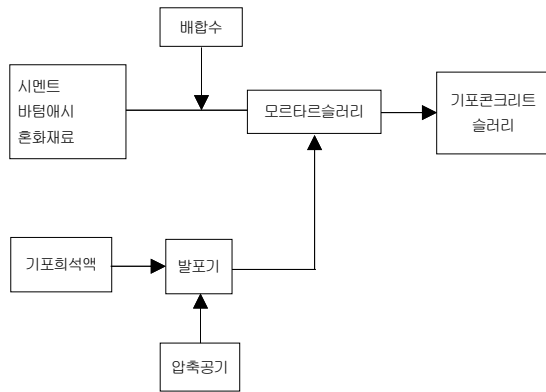 배합수
시멘트
바텀애시
혼화재료
모르타르슬러리
기포콘크리트
슬러리
기포희석액
발포기
압축공기